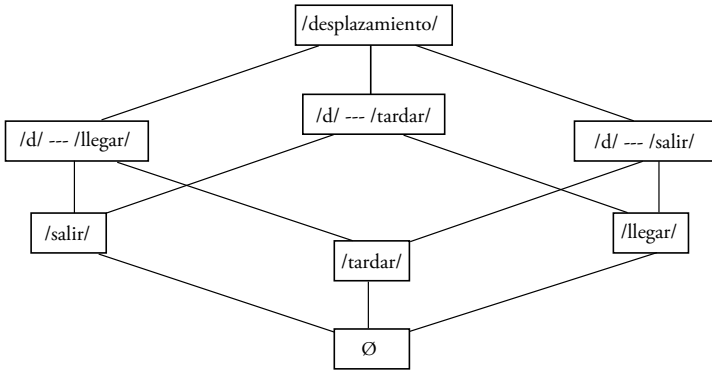 /desplazamiento/
/d/ --- /llegar/
/d/ --- /tardar/
/d/ --- /salir/
/salir/
/tardar/
/llegar/
Ø